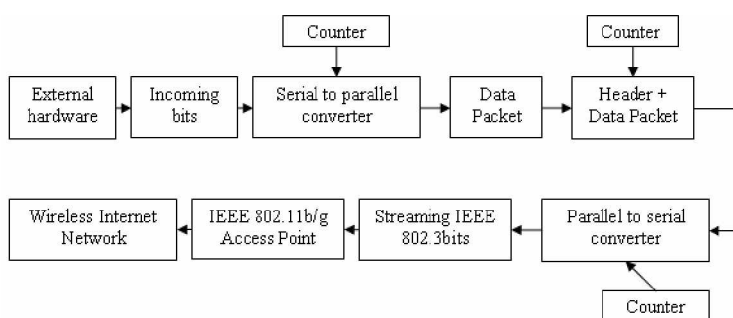 Counter
Counter
External
hardware
Incoming
bits
Serial to parallel
converter
Data
Packet
Header +
Data Packet
Wireless Internet
Network
IEEE 802.11b/g
Access Point
Streaming IEEE
802.3bits
Parallel to serial
converter
Counter